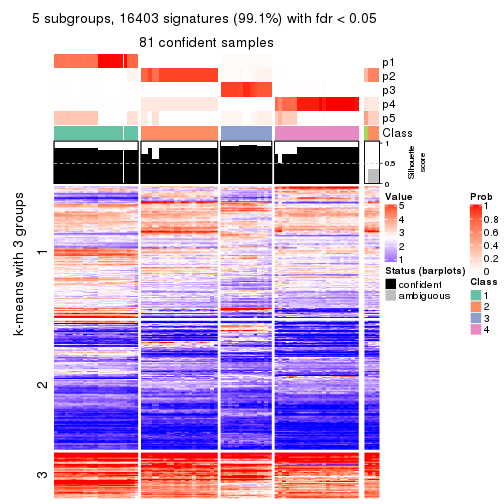 5 subgroups, 16403 signatures (99.1%) with fdr < 0.05
81 confident samples
p1
p2
p3
p4
p5
Class
1
0.5
0
Silhouette
score
k-means with 3 groups
1
2
3
Value
5
4
3
2
1
Status (barplots)
confident
ambiguous
Prob
1
0.8
0.6
0.4
0.2
0
Class
1
2
3
4